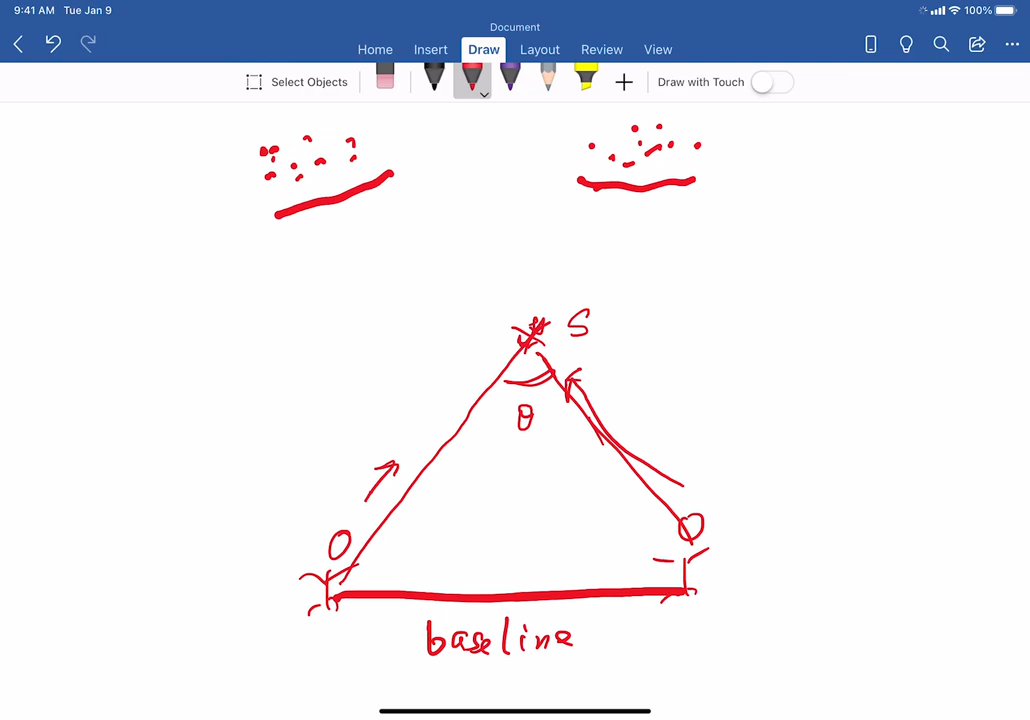 9:41 AM Tue Jan 9
100%
Document
Home Insert Draw Layout Review View
Select Objects
Draw with Touch
S
θ
baseline